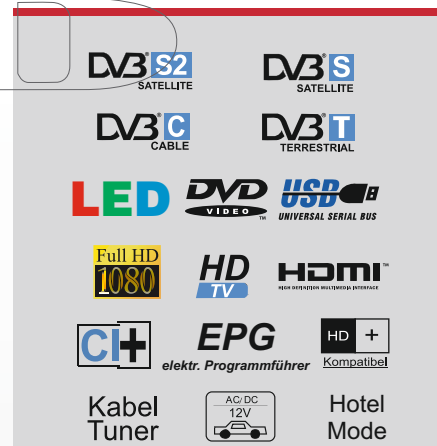 DVB S2 DVB S
SATELLITE SATELLITE
DVB C DVB T
CABLE TERRESTRIAL
LED DVD USB
VIDEO ™ UNIVERSAL SERIAL BUS
Full HD HD HDMI™
1080 TV HIGH DEFINITION MULTIMEDIA INTERFACE
CI+ EPG HD +
elektr. Programmführer Kompatibel
Kabel AC/DC Hotel
Tuner 12V Mode